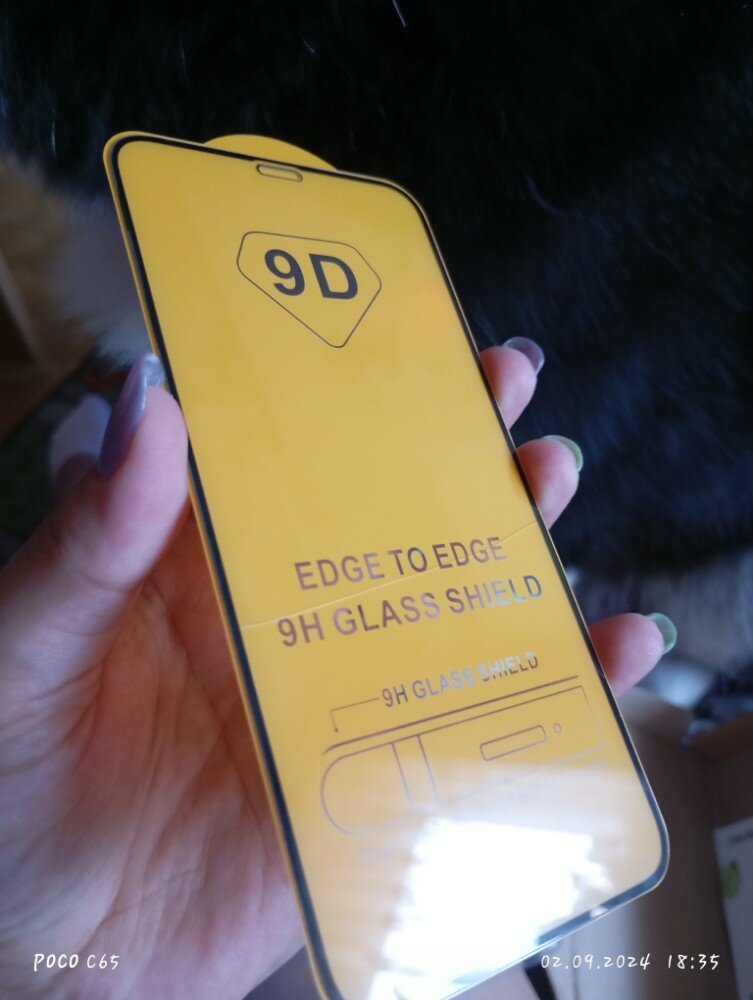 9D
EDGE TO EDGE
9H GLASS SHIELD
9H GLASS SHIELD
POCO C65
02.09.2024 18:35